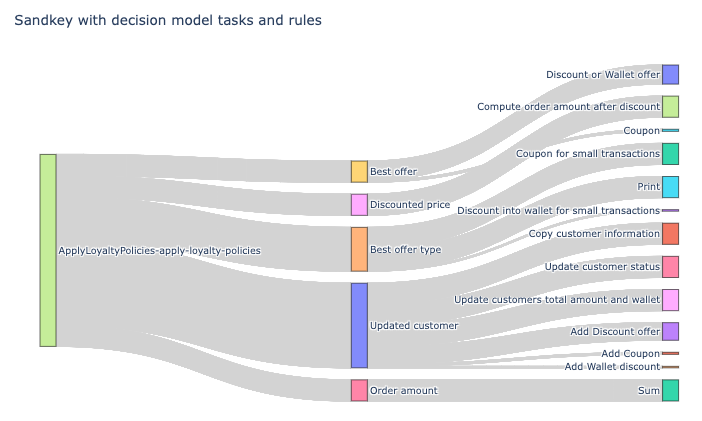 Sandkey with decision model tasks and rules
Discount or Wallet offer
Compute order amount after discount
Coupon
Coupon for small transactions
Best offer
Print
Discounted price
Discount into wallet for small transactions
Copy customer information
ApplyLoyaltyPolicies-apply-loyalty-policies
Best offer type
Update customer status
Update customers total amount and wallet
Updated customer
Add Discount offer
Add Coupon
Add Wallet discount
Order amount
Sum